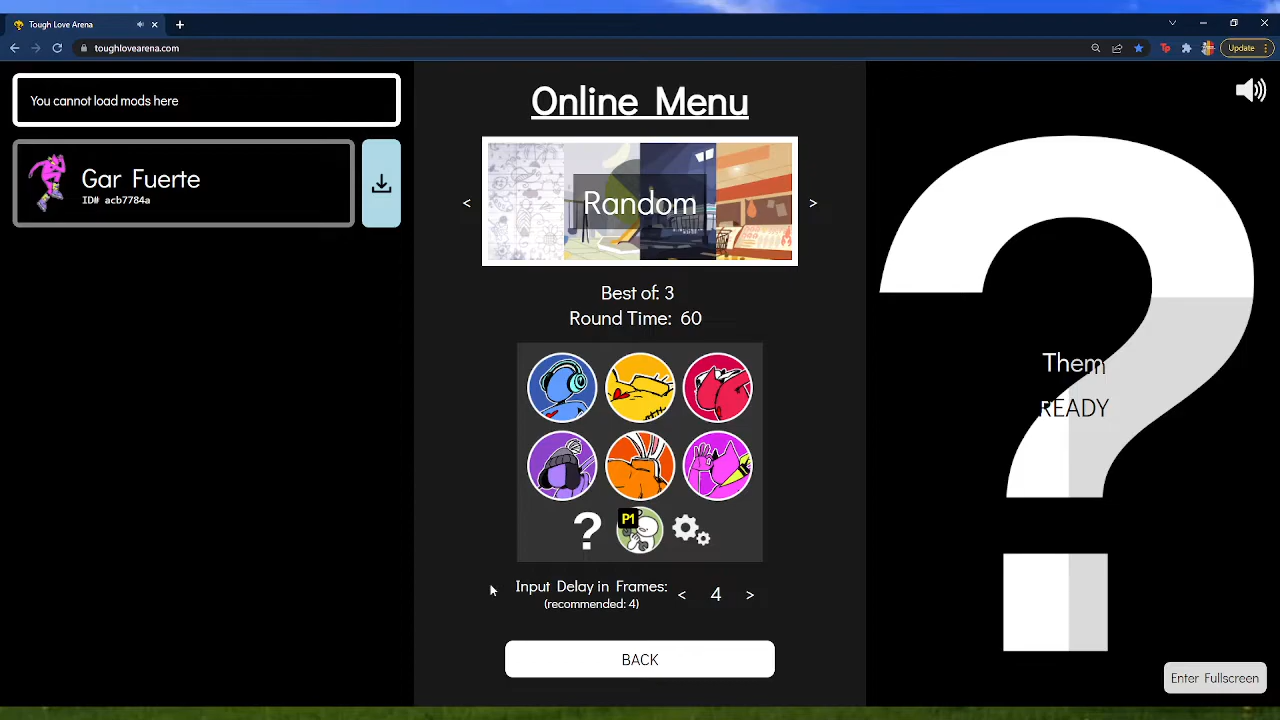 Tough Love Arena
toughlovearena.com
Update
You cannot load mods here
Gar Fuerte
ID# acb7784a
Online Menu
< Random >
Best of: 3
Round Time: 60
?
P1
Input Delay in Frames:
(recommended: 4)
< 4 >
BACK
?
Them
READY
Enter Fullscreen